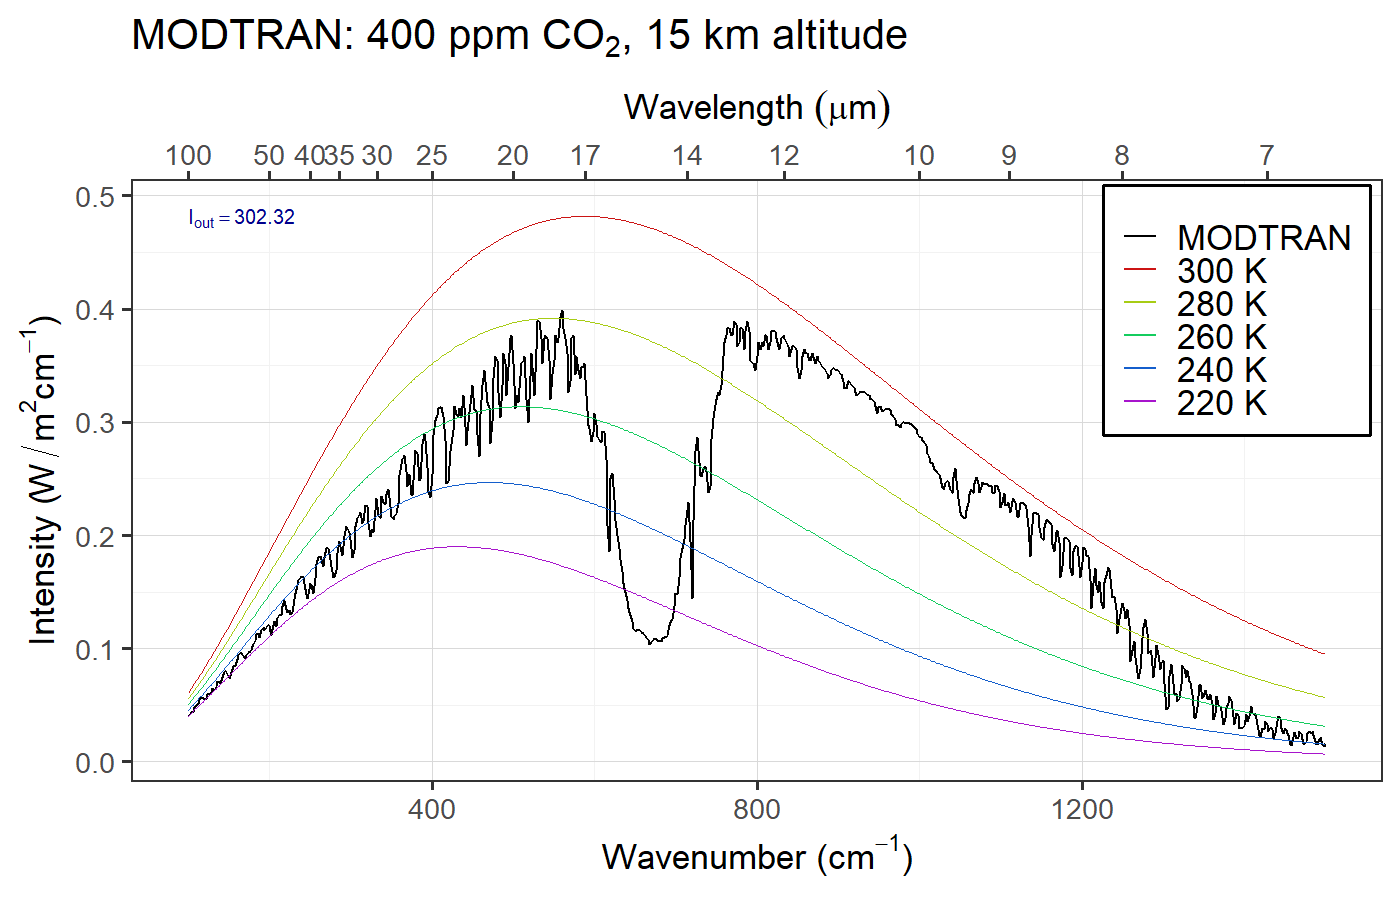 MODTRAN: 400 ppm CO₂, 15 km altitude
Wavelength (μm)
100 50 40 35 30 25 20 17 14 12 10 9 8 7
0.5
0.4
0.3
0.2
0.1
0.0
Intensity (W / m²cm⁻¹)
I_out = 302.32
MODTRAN
300 K
280 K
260 K
240 K
220 K
400 800 1200
Wavenumber (cm⁻¹)